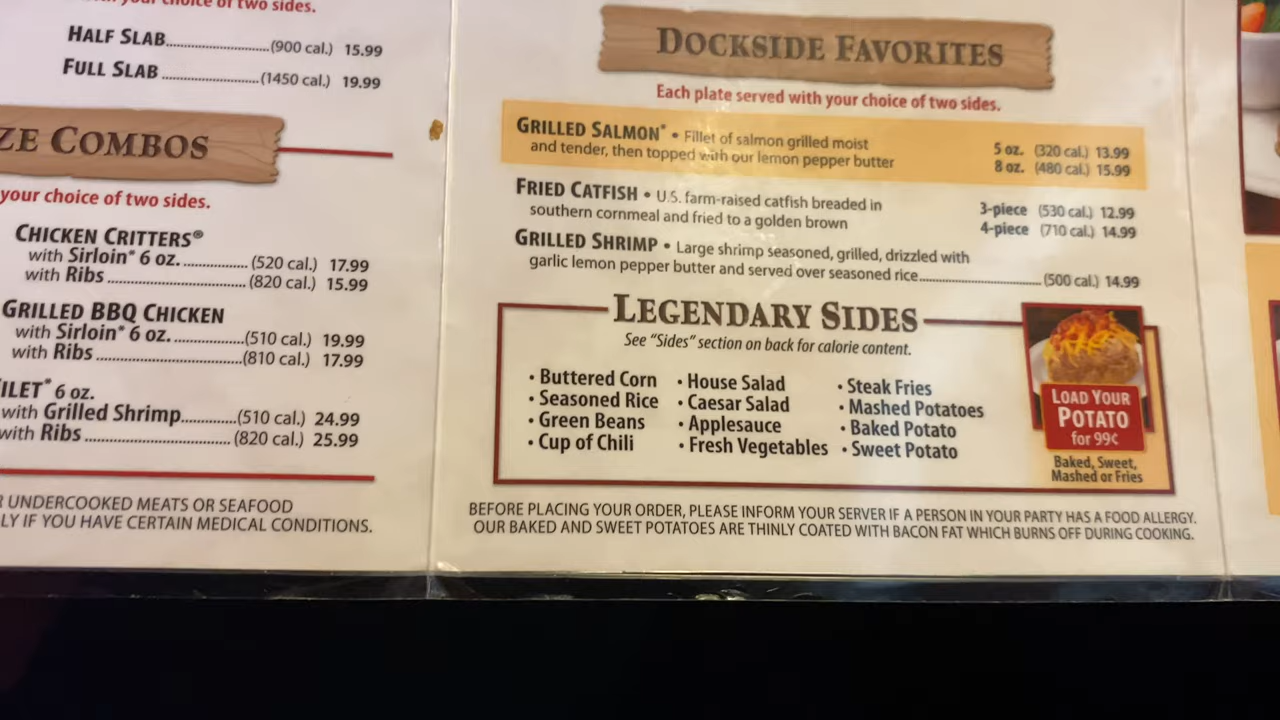 your choice of two sides.
HALF SLAB (900 cal.) 15.99
FULL SLAB (1450 cal.) 19.99
ZE COMBOS
your choice of two sides.
CHICKEN CRITTERS®
with Sirloin* 6 oz. (520 cal.) 17.99
with Ribs (820 cal.) 15.99
GRILLED BBQ CHICKEN
with Sirloin* 6 oz. (510 cal.) 19.99
with Ribs (810 cal.) 17.99
ILET* 6 oz.
with Grilled Shrimp (510 cal.) 24.99
with Ribs (820 cal.) 25.99
R UNDERCOOKED MEATS OR SEAFOOD
LY IF YOU HAVE CERTAIN MEDICAL CONDITIONS.
DOCKSIDE FAVORITES
Each plate served with your choice of two sides.
GRILLED SALMON* • Fillet of salmon grilled moist
and tender, then topped with our lemon pepper butter
5 oz. (320 cal.) 13.99
8 oz. (480 cal.) 15.99
FRIED CATFISH • U.S. farm-raised catfish breaded in
southern cornmeal and fried to a golden brown
3-piece (530 cal.) 12.99
4-piece (710 cal.) 14.99
GRILLED SHRIMP • Large shrimp seasoned, grilled, drizzled with
garlic lemon pepper butter and served over seasoned rice (500 cal.) 14.99
LEGENDARY SIDES
See "Sides" section on back for calorie content.
• Buttered Corn
• Seasoned Rice
• Green Beans
• Cup of Chili
• House Salad
• Caesar Salad
• Applesauce
• Fresh Vegetables
• Steak Fries
• Mashed Potatoes
• Baked Potato
• Sweet Potato
LOAD YOUR
POTATO
for 99¢
Baked, Sweet,
Mashed or Fries
BEFORE PLACING YOUR ORDER, PLEASE INFORM YOUR SERVER IF A PERSON IN YOUR PARTY HAS A FOOD ALLERGY.
OUR BAKED AND SWEET POTATOES ARE THINLY COATED WITH BACON FAT WHICH BURNS OFF DURING COOKING.